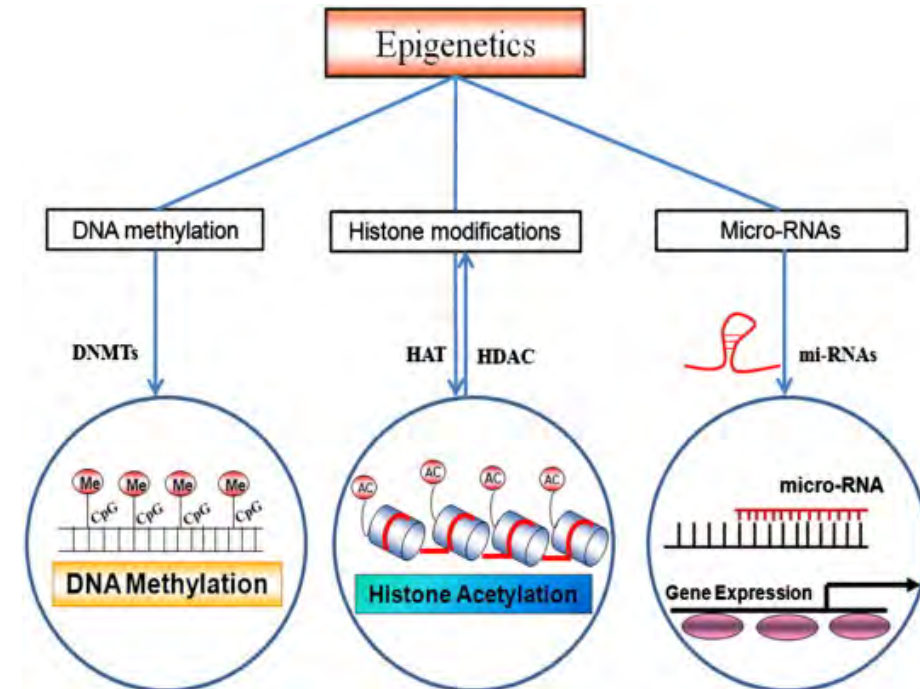 Epigenetics
DNA methylation
Histone modifications
Micro-RNAs
DNMTs
HAT
HDAC
mi-RNAs
Me Me Me Me
CpG CpG CpG CpG
DNA Methylation
AC AC AC AC
Histone Acetylation
micro-RNA
Gene Expression